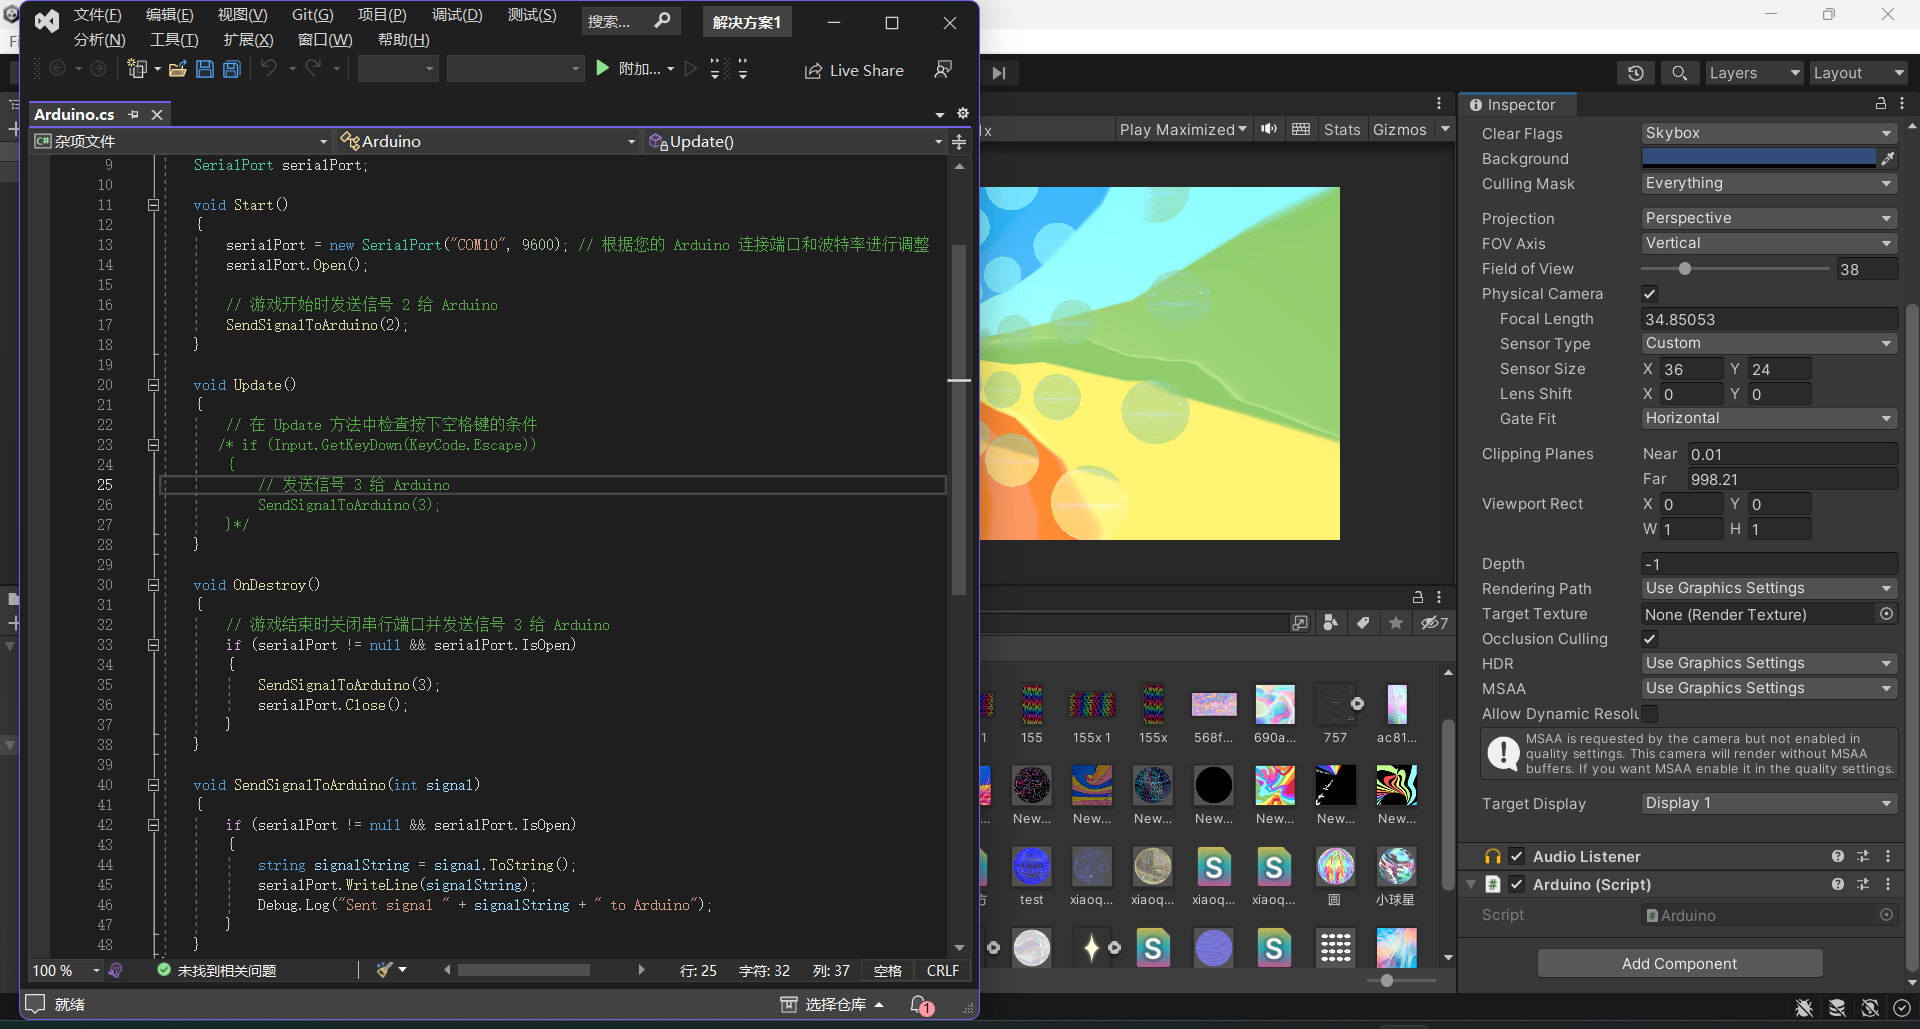 文件(F) 编辑(E) 视图(V) Git(G) 项目(P) 调试(D) 测试(S)
分析(N) 工具(T) 扩展(X) 窗口(W) 帮助(H)
搜索...
解决方案1
附加...
Live Share
Arduino.cs
杂项文件
Arduino
Update()
9 SerialPort serialPort;
10
11 void Start()
12 {
13 serialPort = new SerialPort("COM10", 9600); // 根据您的 Arduino 连接端口和波特率进行调整
14 serialPort.Open();
15
16 // 游戏开始时发送信号 2 给 Arduino
17 SendSignalToArduino(2);
18 }
19
20 void Update()
21 {
22 // 在 Update 方法中检查按下空格键的条件
23 /* if (Input.GetKeyDown(KeyCode.Escape))
24 {
25 // 发送信号 3 给 Arduino
26 SendSignalToArduino(3);
27 }*/
28 }
29
30 void OnDestroy()
31 {
32 // 游戏结束时关闭串行端口并发送信号 3 给 Arduino
33 if (serialPort != null && serialPort.IsOpen)
34 {
35 SendSignalToArduino(3);
36 serialPort.Close();
37 }
38 }
39
40 void SendSignalToArduino(int signal)
41 {
42 if (serialPort != null && serialPort.IsOpen)
43 {
44 string signalString = signal.ToString();
45 serialPort.WriteLine(signalString);
46 Debug.Log("Sent signal " + signalString + " to Arduino");
47 }
48 }
100 %
未找到相关问题
行: 25 字符: 32 列: 37 空格 CRLF
就绪
选择仓库
1
Layers
Layout
Play Maximized
Stats
Gizmos
7
1 155 155x 1 155x 568f... 690a... 757 ac81...
New... New... New... New... New... New... New...
test xiaoq... xiaoq... xiaoq... xiaoq... 圆 小球星
Inspector
Clear Flags Skybox
Background
Culling Mask Everything
Projection Perspective
FOV Axis Vertical
Field of View 38
Physical Camera
Focal Length 34.85053
Sensor Type Custom
Sensor Size X 36 Y 24
Lens Shift X 0 Y 0
Gate Fit Horizontal
Clipping Planes Near 0.01
Far 998.21
Viewport Rect X 0 Y 0
W 1 H 1
Depth -1
Rendering Path Use Graphics Settings
Target Texture None (Render Texture)
Occlusion Culling
HDR Use Graphics Settings
MSAA Use Graphics Settings
Allow Dynamic Resolu
MSAA is requested by the camera but not enabled in
quality settings. This camera will render without MSAA
buffers. If you want MSAA enable it in the quality settings.
Target Display Display 1
Audio Listener
Arduino (Script)
Script Arduino
Add Component